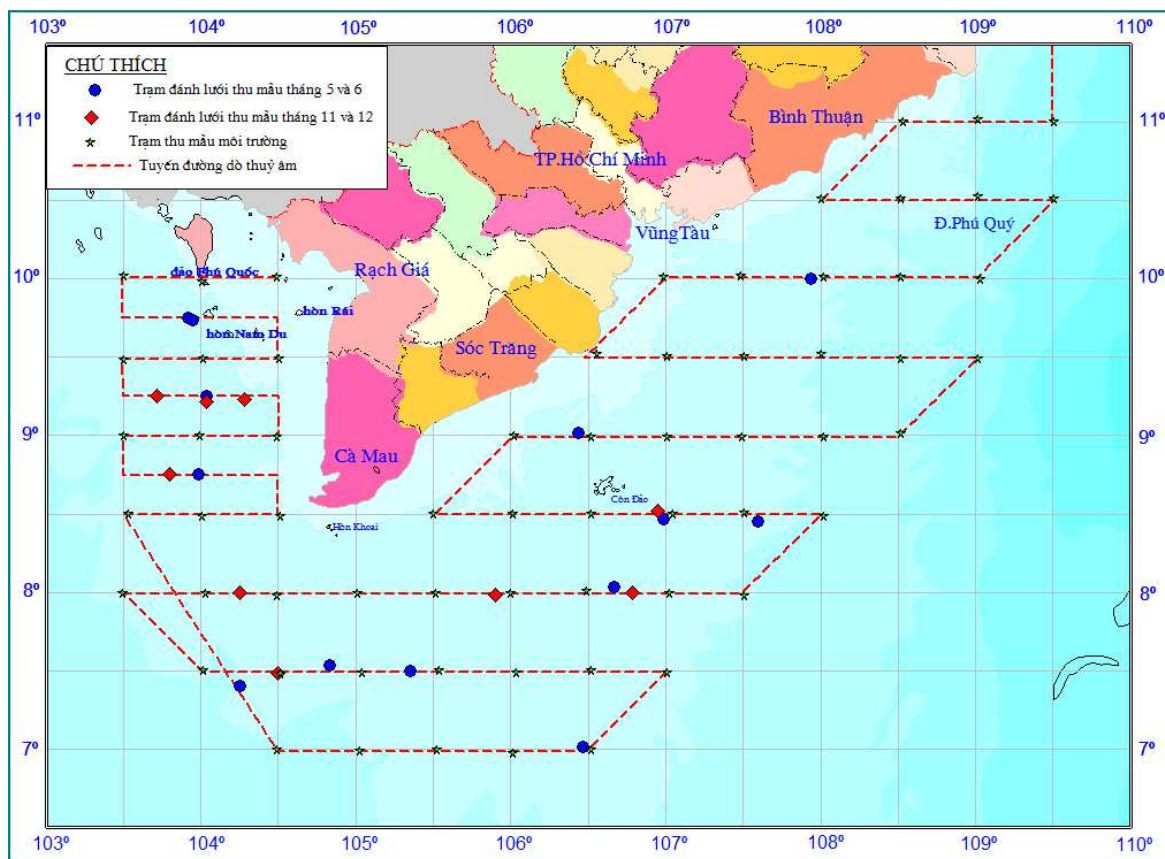 103º 104º 105º 106º 107º 108º 109º 110º
CHÚ THÍCH
Trạm đánh lưới thu mẫu tháng 5 và 6
Trạm đánh lưới thu mẫu tháng 11 và 12
Trạm thu mẫu môi trường
Tuyến đường dò thuỷ âm
11º 11º
Bình Thuận
TP.Hồ Chí Minh
Đ.Phú Quý
Vũng Tàu
đảo Phú Quốc
Rạch Giá
10º 10º
hòn Rái
hòn Nam Du
Sóc Trăng
9º 9º
Cà Mau
Côn Đảo
Hòn Khoai
8º 8º
7º 7º
103º 104º 105º 106º 107º 108º 109º 110º